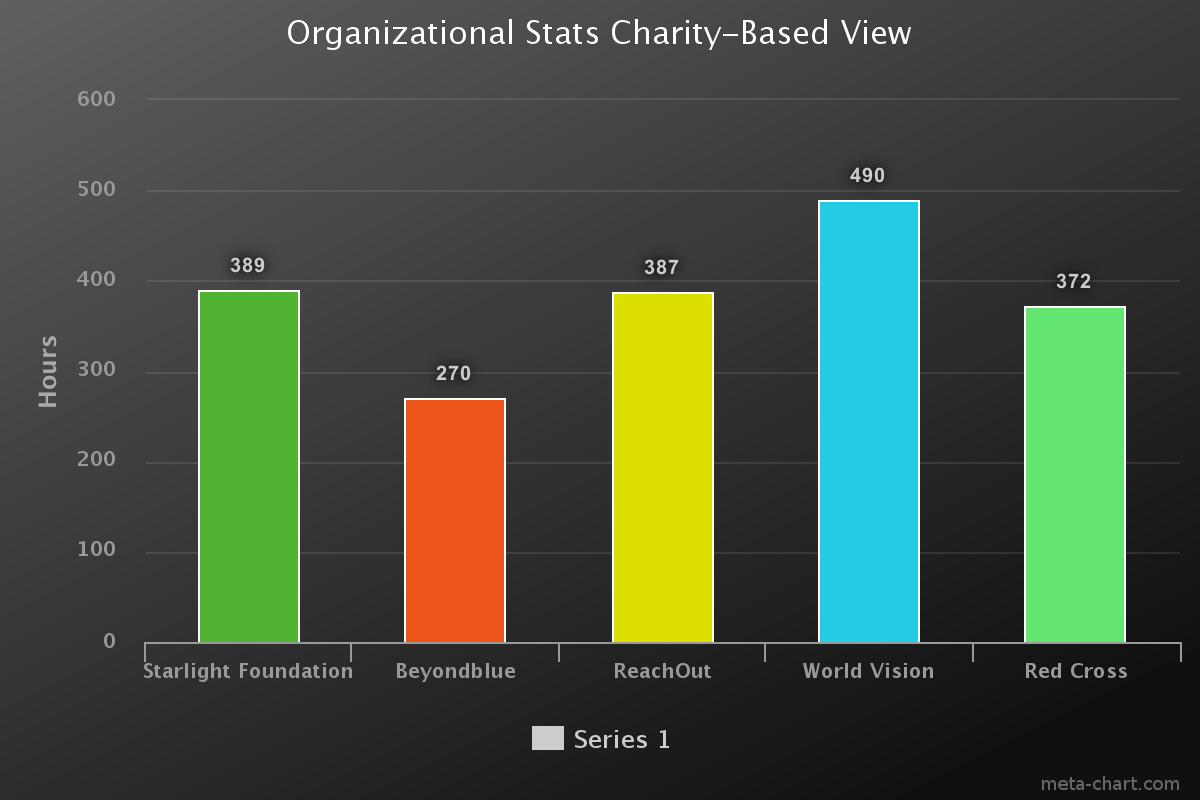 Organizational Stats Charity-Based View
600
500
400
300
200
100
0
Hours
389
270
387
490
372
Starlight Foundation
Beyondblue
ReachOut
World Vision
Red Cross
Series 1
meta-chart.com